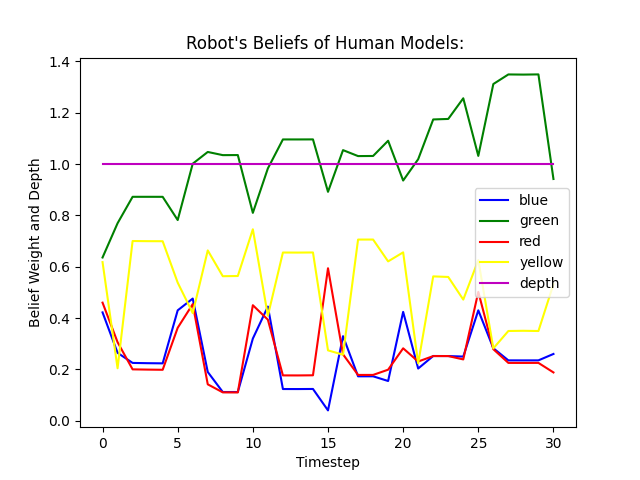 Robot's Beliefs of Human Models:
Belief Weight and Depth
1.4
1.2
1.0
0.8
0.6
0.4
0.2
0.0
blue
green
red
yellow
depth
0 5 10 15 20 25 30
Timestep